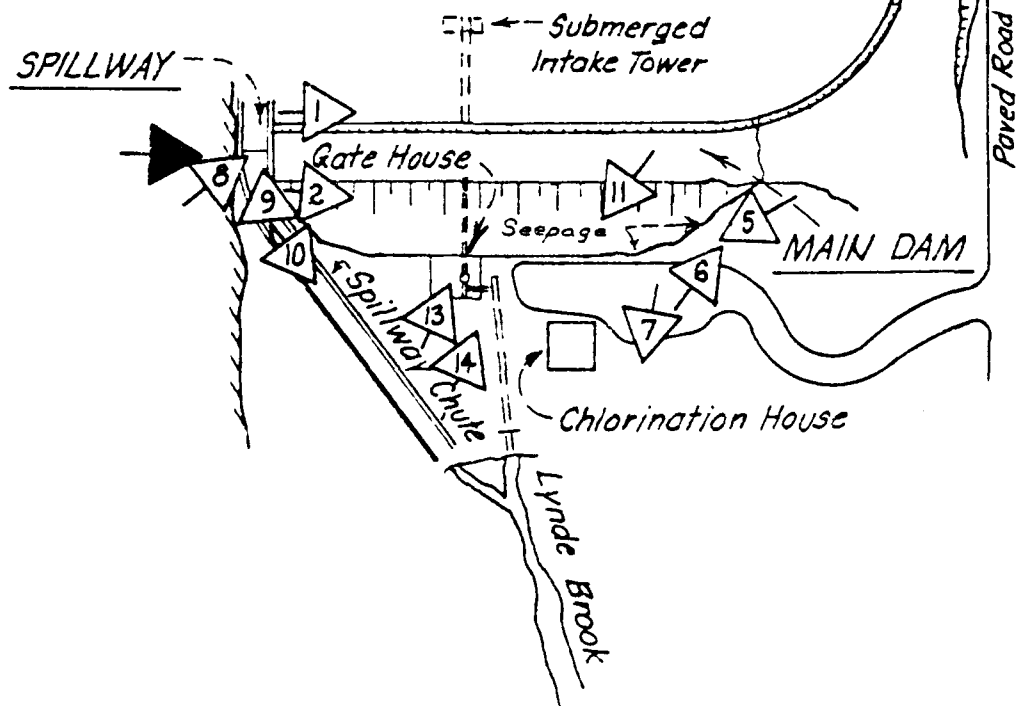 Submerged
Intake Tower
SPILLWAY
Paved Road
1
Gate House
8
9
2
11
5
Seepage
MAIN DAM
10
6
Spillway Chute
13
7
14
Chlorination House
Lynde Brook